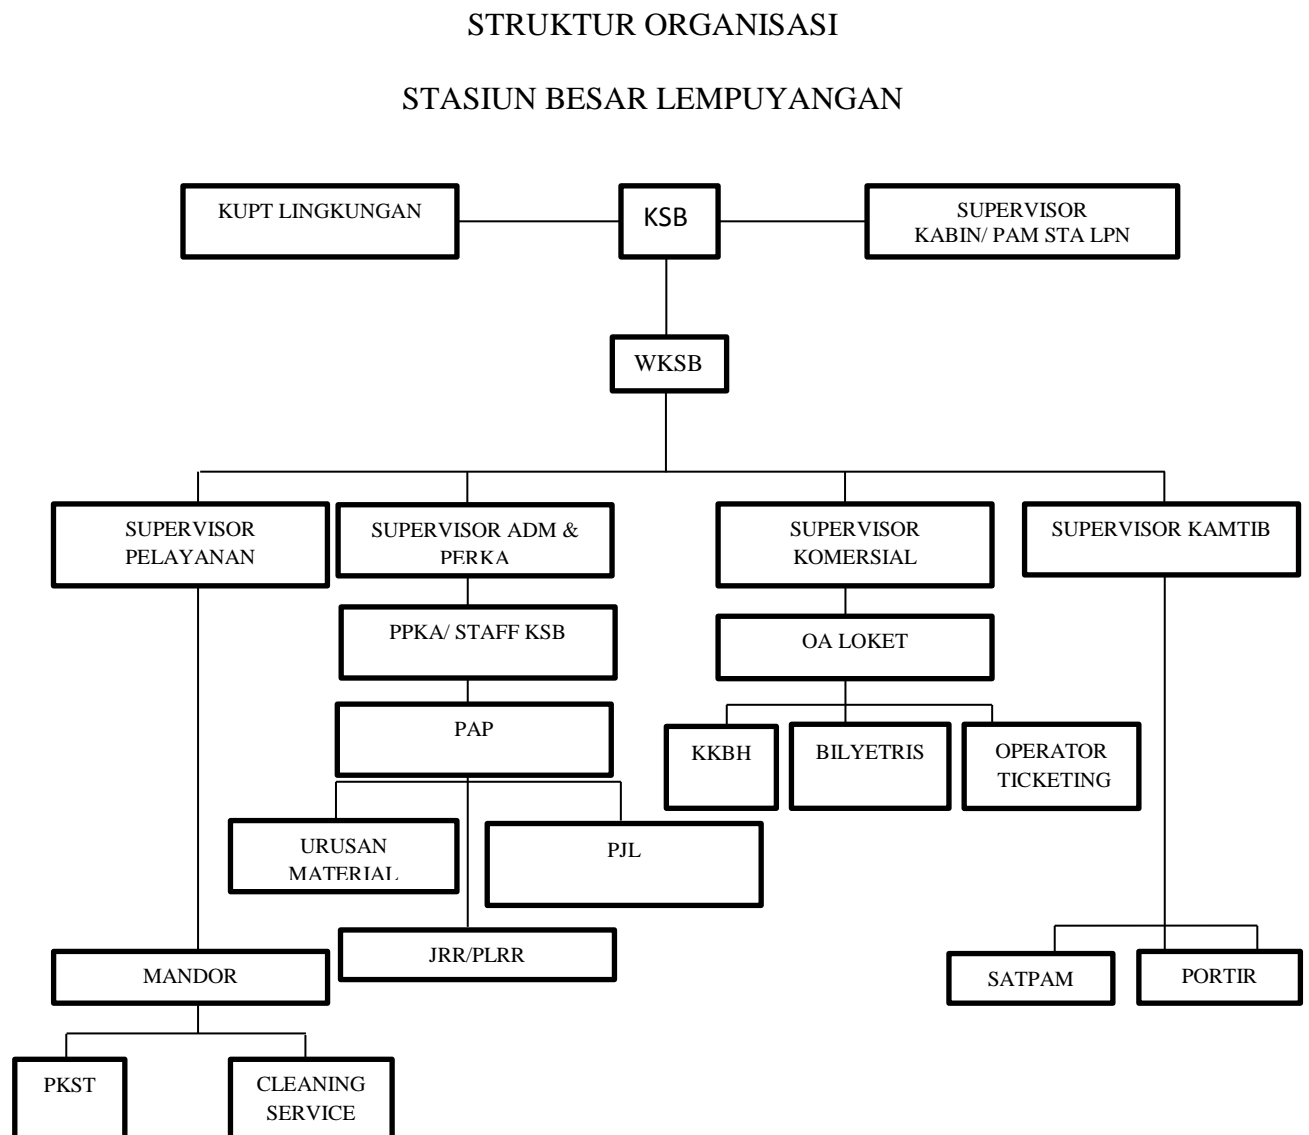 STRUKTUR ORGANISASI
STASIUN BESAR LEMPUYANGAN
KUPT LINGKUNGAN
KSB
SUPERVISOR
KABIN/ PAM STA LPN
WKSB
SUPERVISOR
PELAYANAN
SUPERVISOR ADM &
PERKA
SUPERVISOR
KOMERSIAL
SUPERVISOR KAMTIB
PPKA/ STAFF KSB
OA LOKET
PAP
KKBH
BILYETRIS
OPERATOR
TICKETING
URUSAN
MATERIAL
PJL
JRR/PLRR
MANDOR
SATPAM
PORTIR
PKST
CLEANING
SERVICE